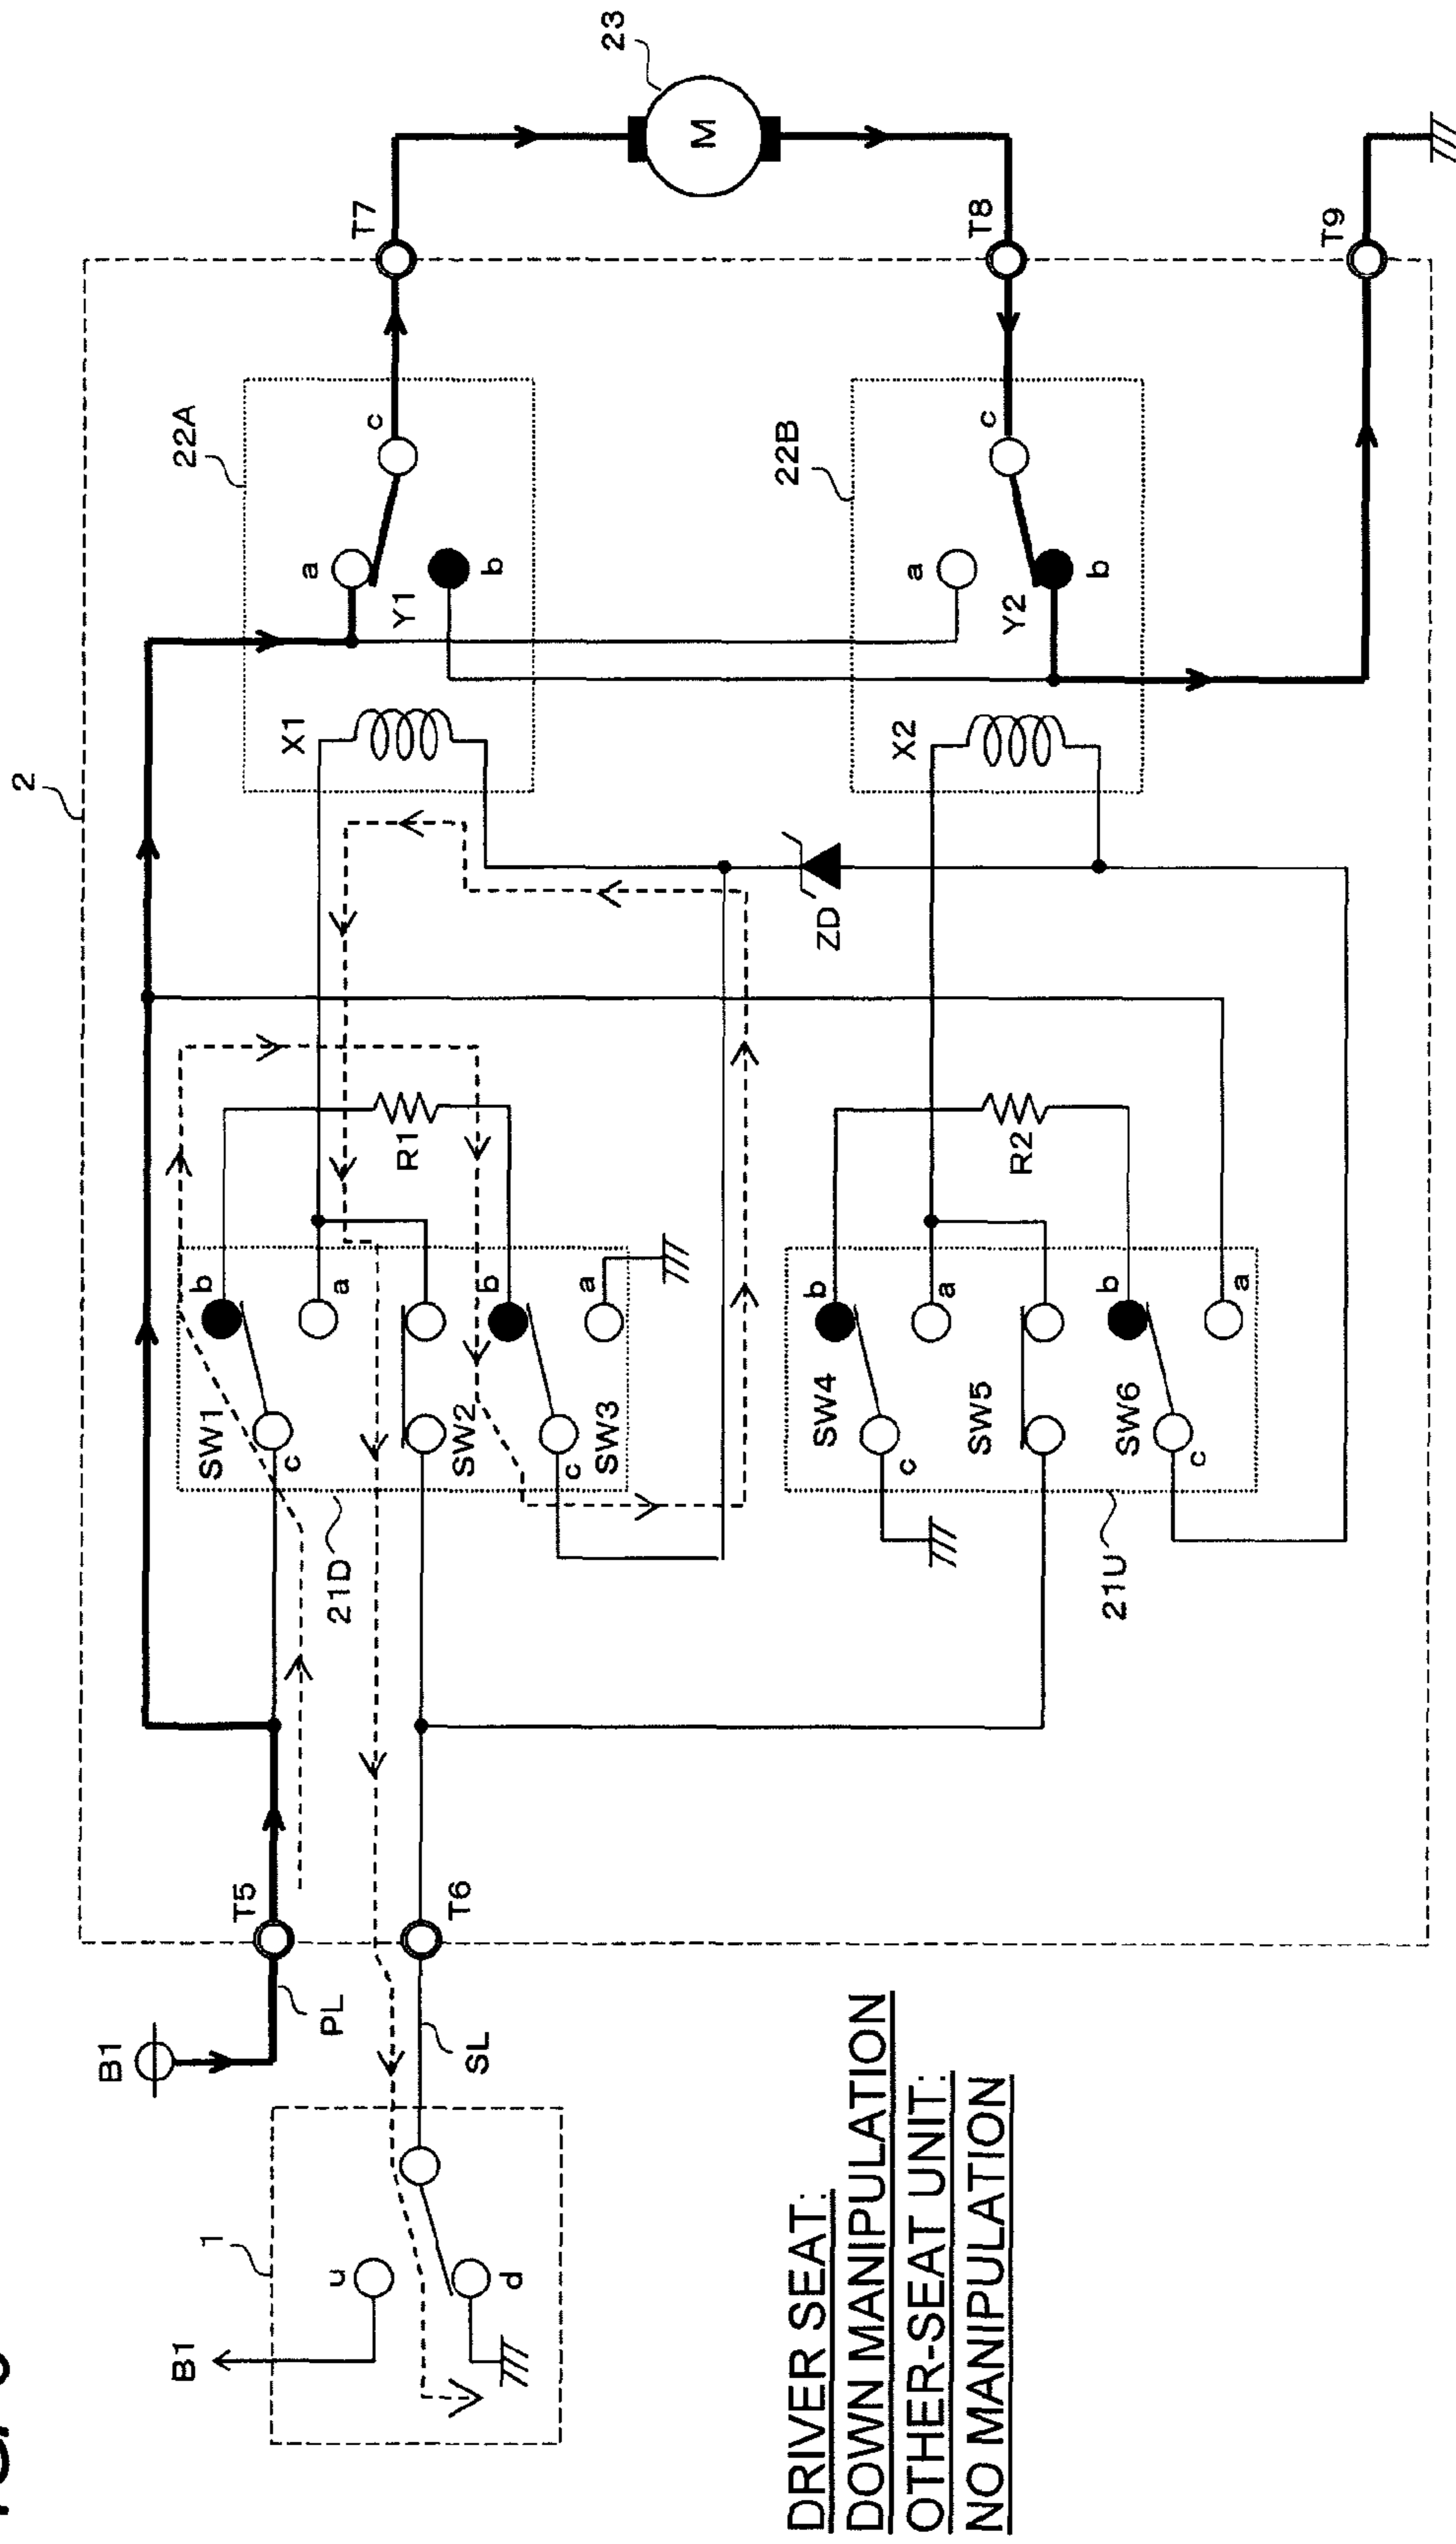 2
B1
PL
T5
T6
SL
1
u
d
B1
21D
SW1
c
b
a
SW2
SW3
c
b
a
R1
X1
22A
Y1
a
b
c
T7
23
M
T8
T9
22B
Y2
a
b
c
X2
ZD
21U
SW4
c
b
a
SW5
SW6
c
b
a
R2
DRIVER SEAT:
DOWN MANIPULATION
OTHER-SEAT UNIT:
NO MANIPULATION